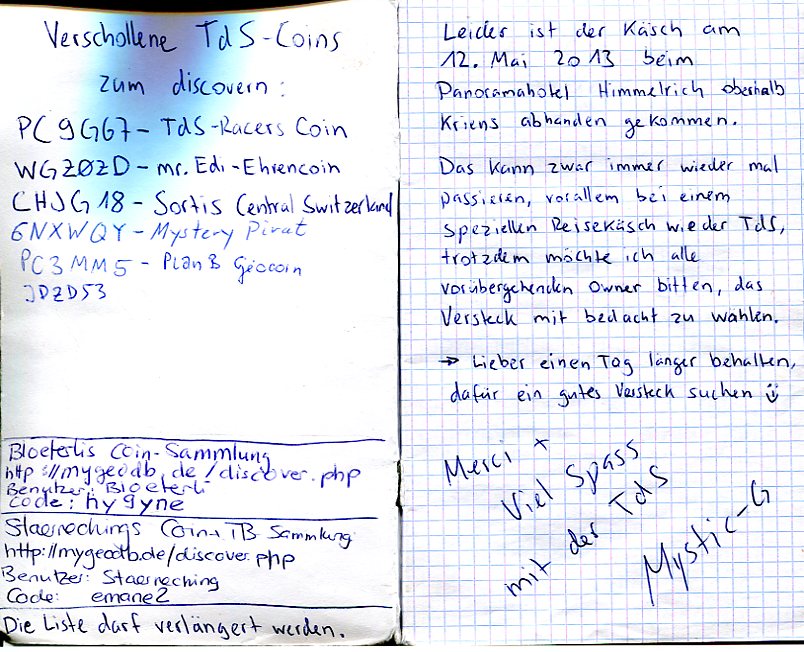 Verschollene TdS-Coins
zum discovern:
PC9GG7 - TdS-Racers Coin
WGZ0ZD - mr. Edi-Ehrencoin
CHJG18 - Sortis Central Switzerland
6NXWQY - Mystery Pirat
PC3MM5 - Plan B Geocoin
JDZD53
Bloeterlis Coin-Sammlung
http://mygeodb.de/discover.php
Benutzer: Bloeterli
Code: hygyne
Staernechings Coin+TB Sammlung
http://mygeodb.de/discover.php
Benutzer: Staerneching
Code: emane2
Die Liste darf verlängert werden.
Leider ist der Käsch am
12. Mai 2013 beim
Panoramahotel Himmelrich oberhalb
Kriens abhanden gekommen.
Das kann zwar immer wieder mal
passieren, vorallem bei einem
speziellen Reisekäsch wie der TdS,
trotzdem möchte ich alle
vorübergehenden Owner bitten, das
Versteck mit bedacht zu wählen.
→ Lieber einen Tag länger behalten,
dafür ein gutes Versteck suchen ☺
Merci +
Viel Spass
mit der TdS
Mystic-G